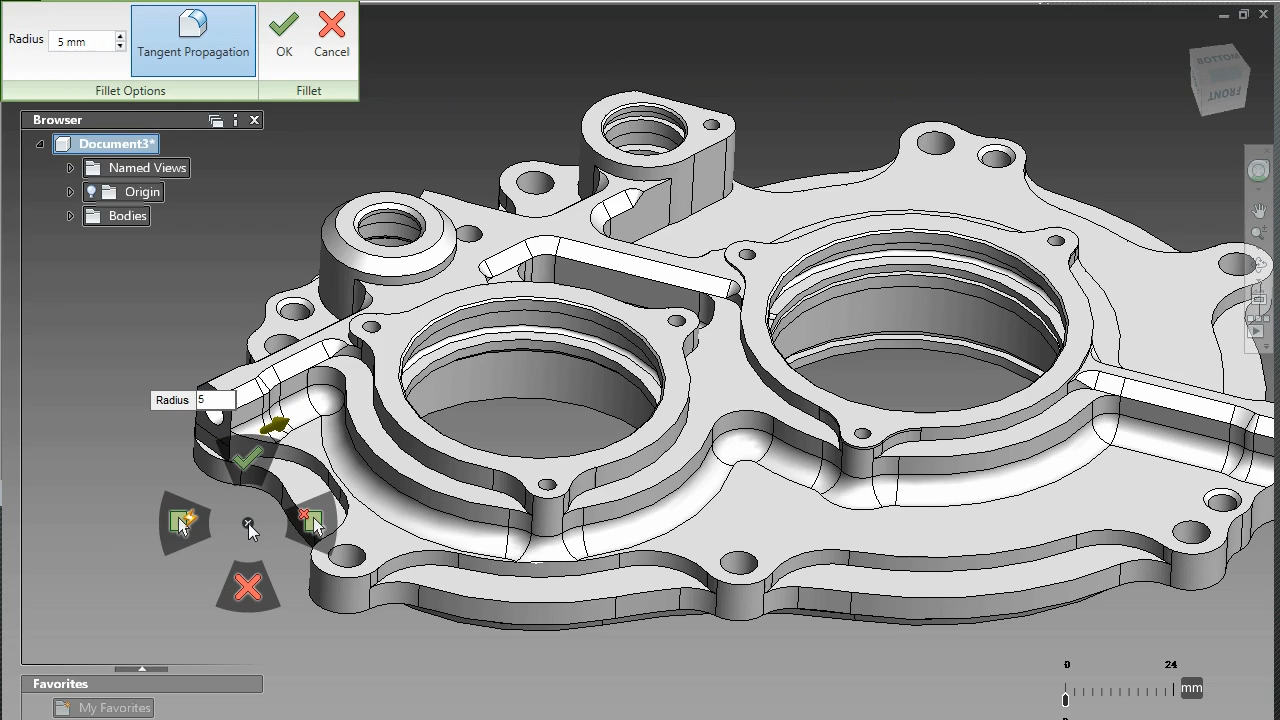 Radius 5 mm
Tangent Propagation
OK
Cancel
Fillet Options
Fillet
Browser
Document3*
Named Views
Origin
Bodies
BOTTOM
FRONT
Radius 5
0 24
mm
Favorites
My Favorites